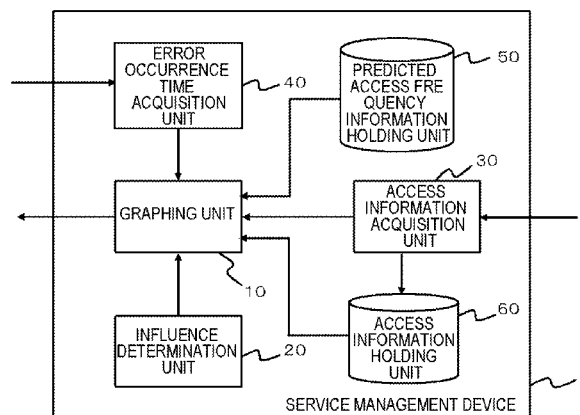 ERROR
OCCURRENCE
TIME
ACQUISITION
UNIT
40
PREDICTED
ACCESS FRE
QUENCY
INFORMATION
HOLDING UNIT
50
GRAPHING UNIT
10
ACCESS
INFORMATION
ACQUISITION
UNIT
30
INFLUENCE
DETERMINATION
UNIT
20
ACCESS
INFORMATION
HOLDING
UNIT
60
SERVICE MANAGEMENT DEVICE